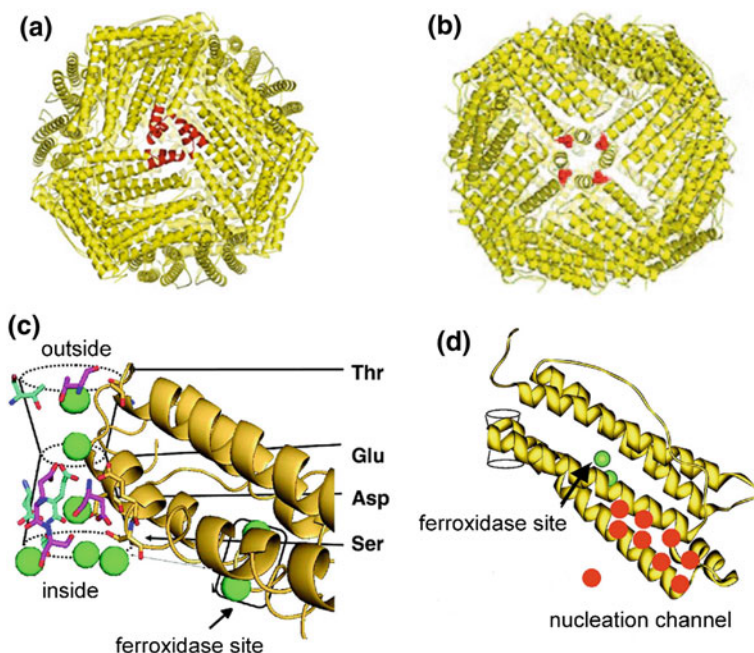 (a)
(b)
(c)
outside
Thr
Glu
Asp
Ser
inside
ferroxidase site
(d)
ferroxidase site
nucleation channel